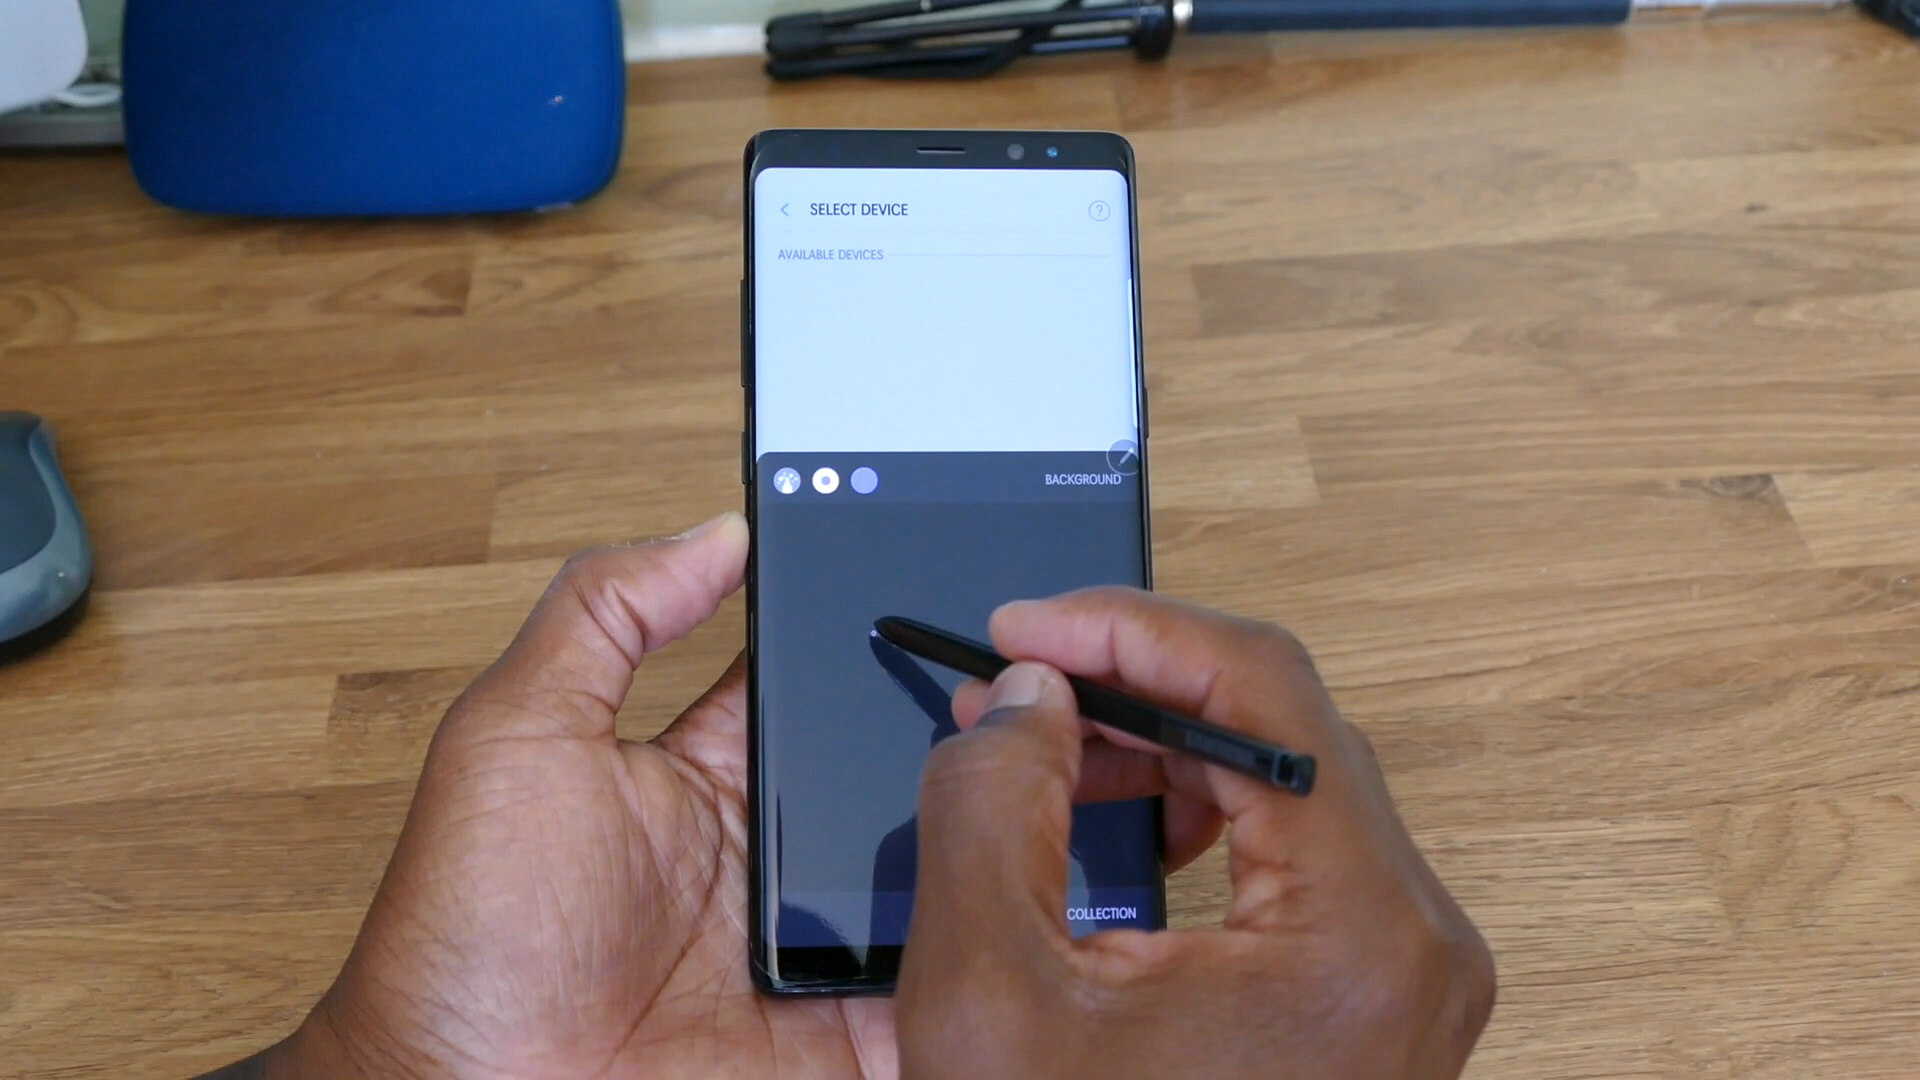 SELECT DEVICE
?
AVAILABLE DEVICES
BACKGROUND
COLLECTION